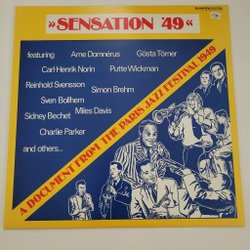 »SENSATION '49«
featuring Arne Domnérus Gösta Törner
Carl Henrik Norin Putte Wickman
Reinhold Svensson Simon Brehm
Sven Bollhem
Sidney Bechet Miles Davis
Charlie Parker
and others...
A DOCUMENT FROM THE PARIS JAZZ FESTIVAL 1949